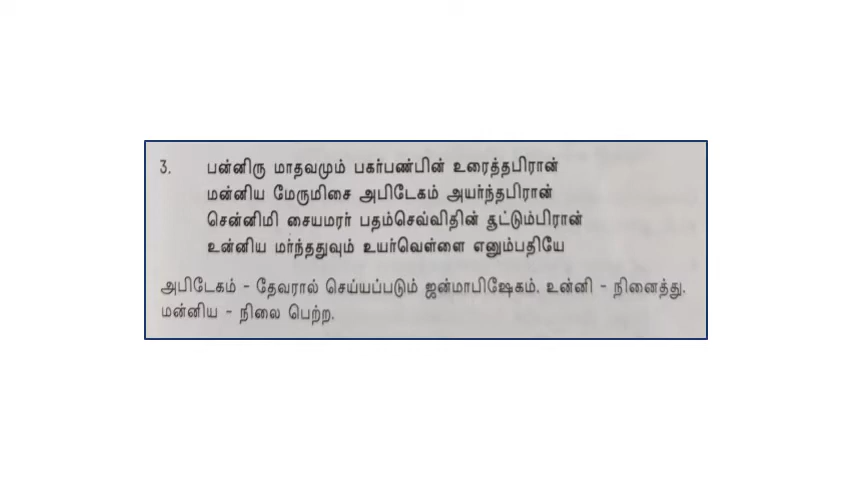 3. பன்னிரு மாதவமும் பகர்பண்பின் உரைத்தபிரான்
மன்னிய மேருமிசை அபிடேகம் அயர்ந்தபிரான்
சென்னிமி சையமரர் பதம்செவ்விதின் சூட்டும்பிரான்
உன்னிய மர்ந்ததுவும் உயர்வெள்ளை எனும்பதியே
அபிடேகம் - தேவரால் செய்யப்படும் ஜன்மாபிஷேகம். உன்னி - நினைத்து.
மன்னிய - நிலை பெற்ற.